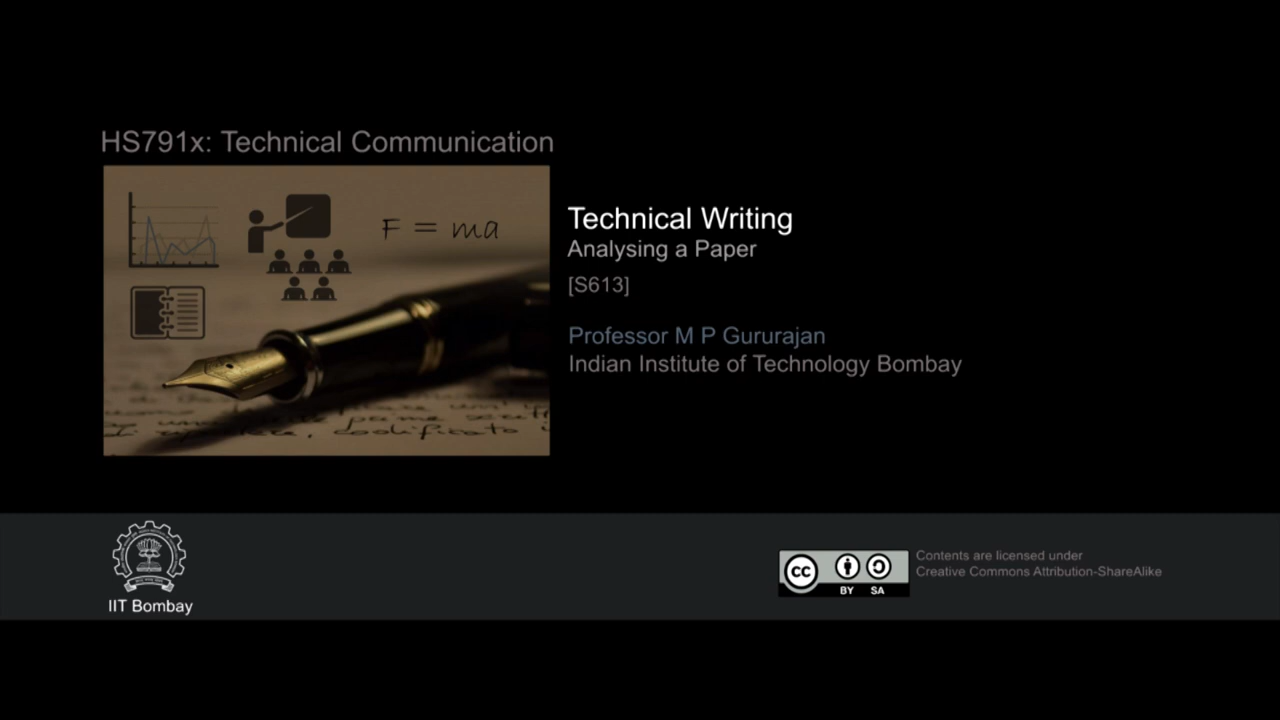 HS791x: Technical Communication
F = ma
Technical Writing
Analysing a Paper
[S613]
Professor M P Gururajan
Indian Institute of Technology Bombay
IIT Bombay
cc
BY SA
Contents are licensed under
Creative Commons Attribution-ShareAlike